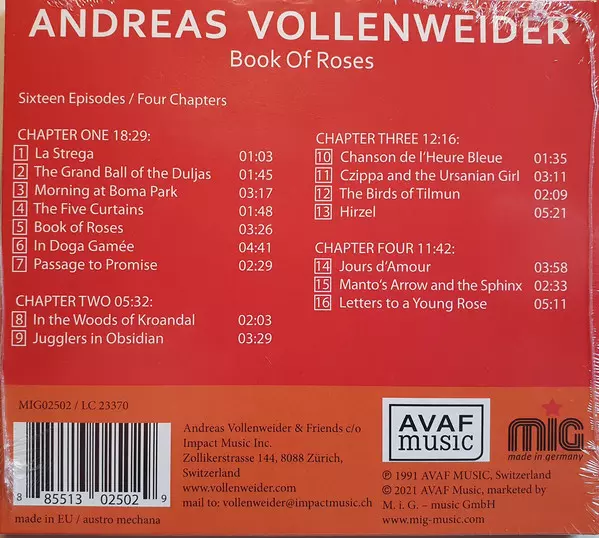 ANDREAS VOLLENWEIDER
Book Of Roses
Sixteen Episodes / Four Chapters
CHAPTER ONE 18:29:
1 La Strega 01:03
2 The Grand Ball of the Duljas 01:45
3 Morning at Boma Park 03:17
4 The Five Curtains 01:48
5 Book of Roses 03:26
6 In Doga Gamée 04:41
7 Passage to Promise 02:29
CHAPTER TWO 05:32:
8 In the Woods of Kroandal 02:03
9 Jugglers in Obsidian 03:29
CHAPTER THREE 12:16:
10 Chanson de l'Heure Bleue 01:35
11 Czippa and the Ursanian Girl 03:11
12 The Birds of Tilmun 02:09
13 Hirzel 05:21
CHAPTER FOUR 11:42:
14 Jours d'Amour 03:58
15 Manto's Arrow and the Sphinx 02:33
16 Letters to a Young Rose 05:11
MIG02502 / LC 23370
8 85513 02502 9
made in EU / austro mechana
Andreas Vollenweider & Friends c/o
Impact Music Inc.
Zollikerstrasse 144, 8088 Zürich,
Switzerland
www.vollenweider.com
mail to: vollenweider@impactmusic.ch
AVAF
music
mig
made in germany
℗ 1991 AVAF MUSIC, Switzerland
© 2021 AVAF Music, marketed by
M. i. G. - music GmbH
www.mig-music.com